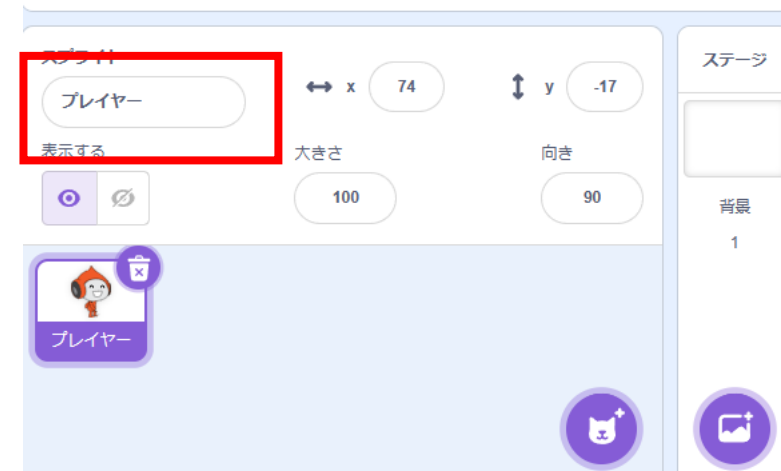 スプライト
プレイヤー
x 74
y -17
表示する
大きさ
向き
100
90
プレイヤー
ステージ
背景
1